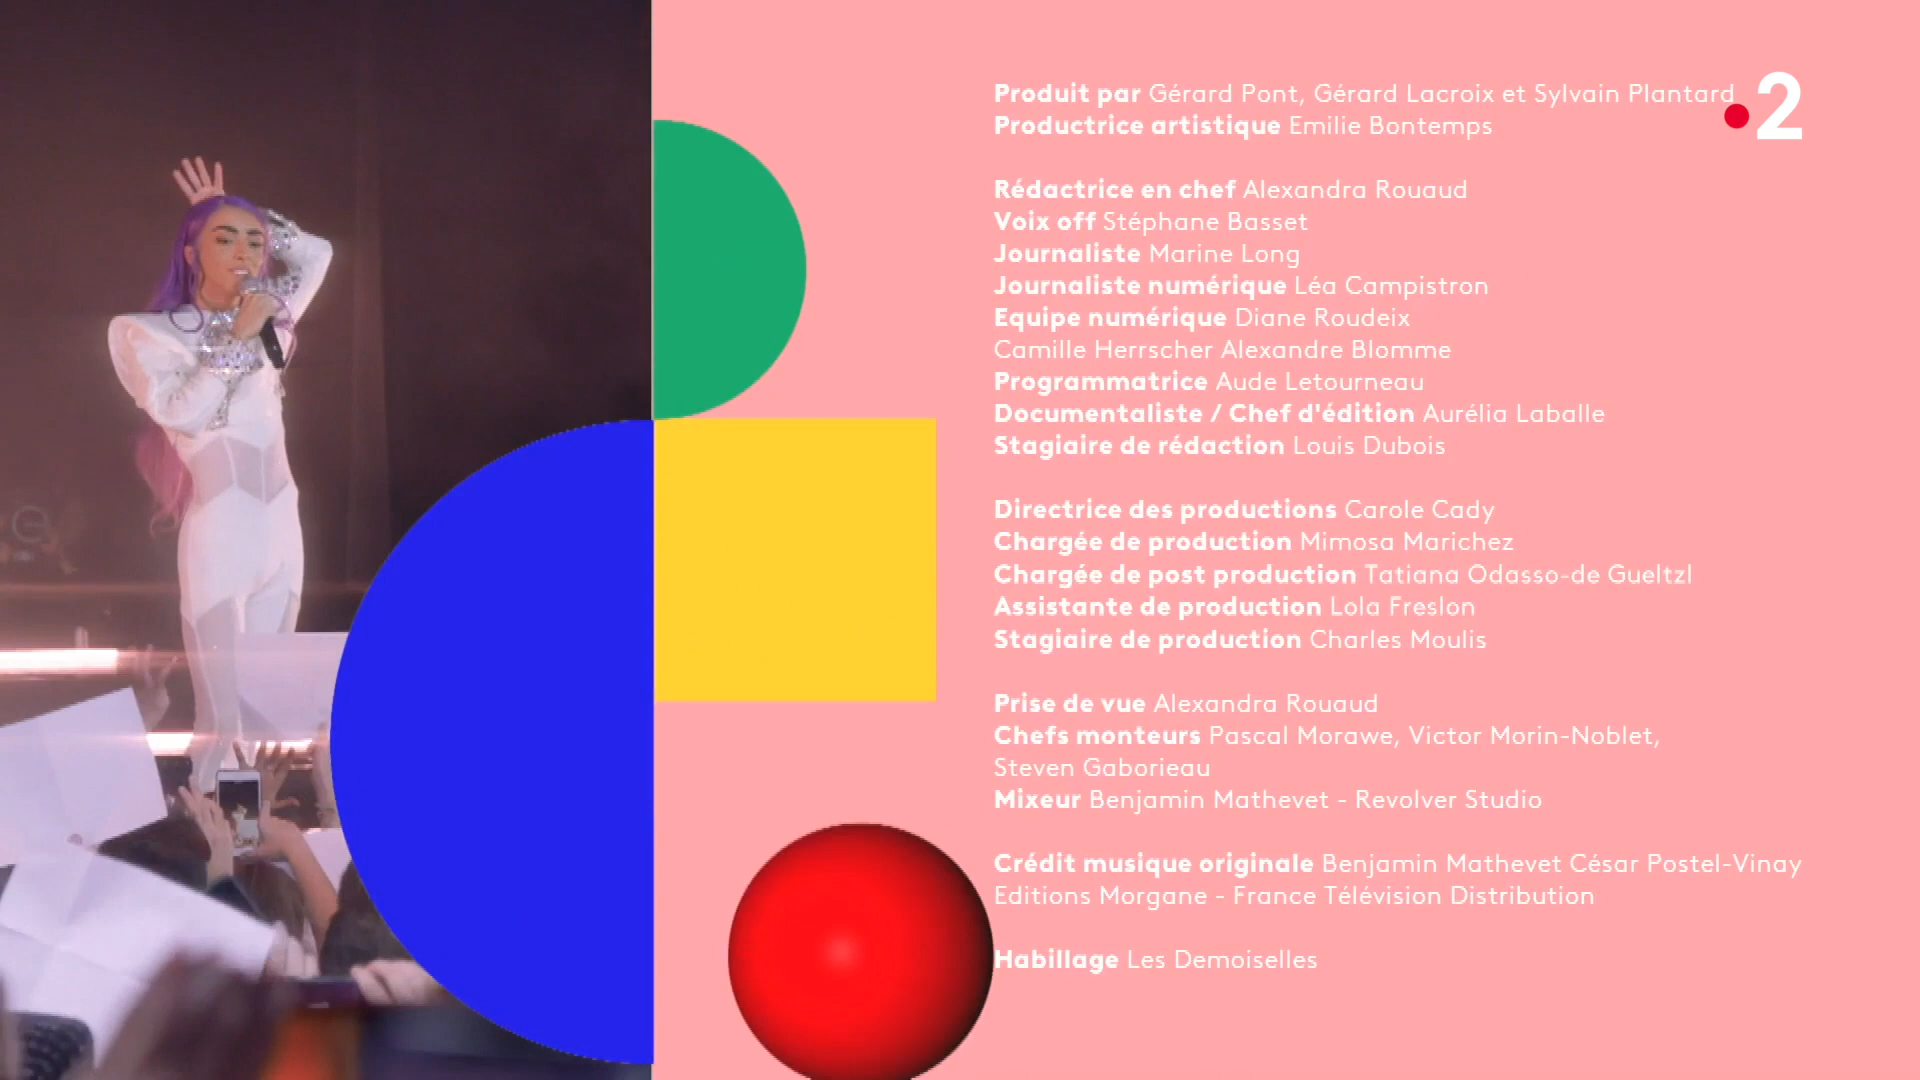 Produit par Gérard Pont, Gérard Lacroix et Sylvain Plantard
2
Productrice artistique Emilie Bontemps
Rédactrice en chef Alexandra Rouaud
Voix off Stéphane Basset
Journaliste Marine Long
Journaliste numérique Léa Campistron
Equipe numérique Diane Roudeix
Camille Herrscher Alexandre Blomme
Programmatrice Aude Letourneau
Documentaliste / Chef d'édition Aurélia Laballe
Stagiaire de rédaction Louis Dubois
Directrice des productions Carole Cady
Chargée de production Mimosa Marichez
Chargée de post production Tatiana Odasso-de Gueltzl
Assistante de production Lola Freslon
Stagiaire de production Charles Moulis
Prise de vue Alexandra Rouaud
Chefs monteurs Pascal Morawe, Victor Morin-Noblet,
Steven Gaborieau
Mixeur Benjamin Mathevet - Revolver Studio
Crédit musique originale Benjamin Mathevet César Postel-Vinay
Editions Morgane - France Télévision Distribution
Habillage Les Demoiselles